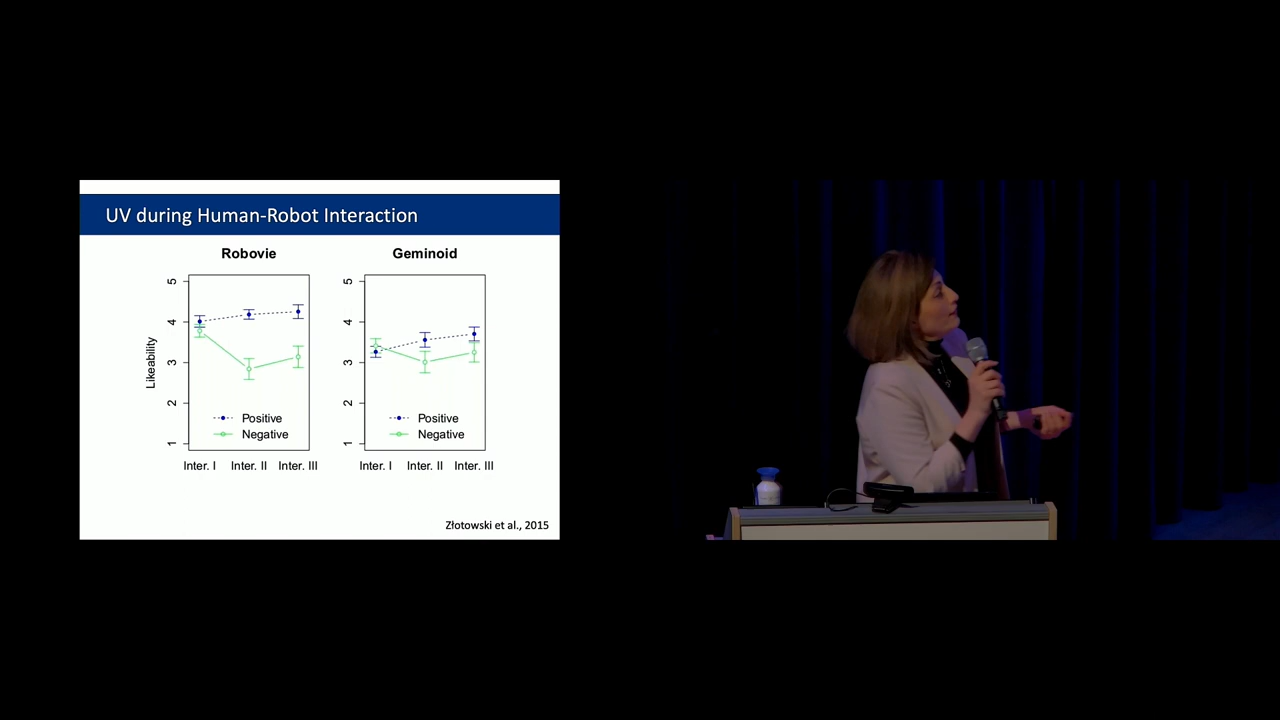 UV during Human-Robot Interaction
Robovie
Geminoid
Likeability
5
4
3
2
1
Positive
Negative
Inter. I
Inter. II
Inter. III
5
4
3
2
1
Positive
Negative
Inter. I
Inter. II
Inter. III
Złotowski et al., 2015